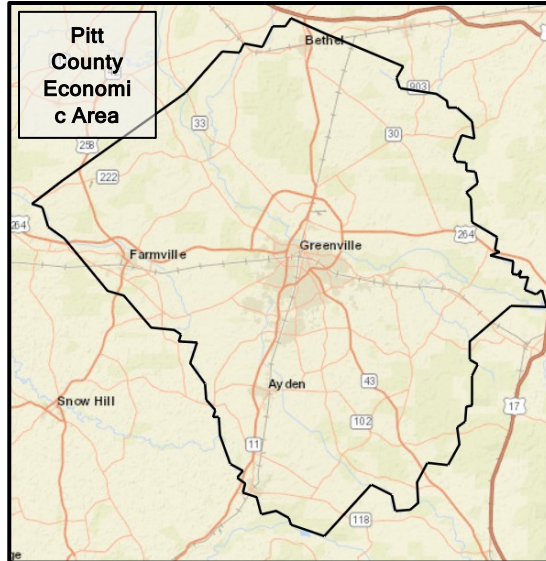 Pitt
County
Economi
c Area
Bethel
903
33
30
258
222
264
Greenville
264
Farmville
Ayden
43
Snow Hill
17
102
11
118
ge